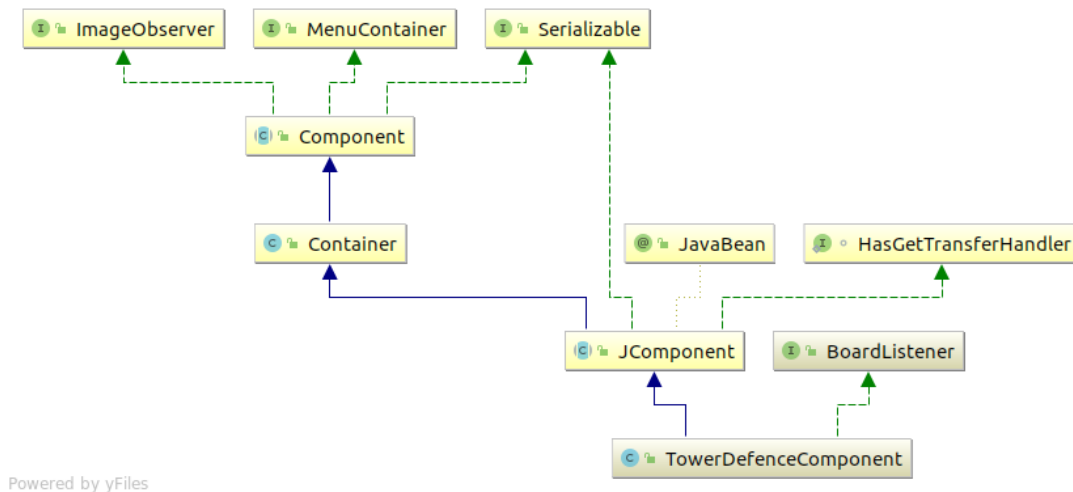 ImageObserver
MenuContainer
Serializable
Component
Container
JavaBean
HasGetTransferHandler
JComponent
BoardListener
TowerDefenceComponent
Powered by yFiles